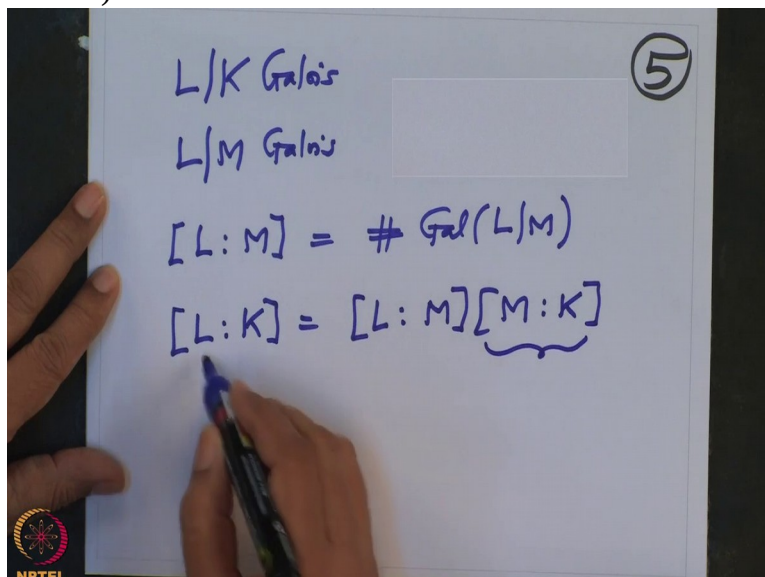 5
L|K Galois
L|M Galois
[L : M] = # Gal(L|M)
[L : K] = [L : M][M : K]
NPTEL